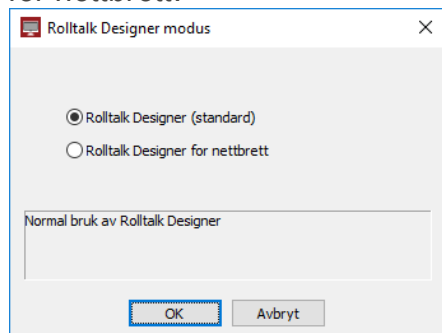 Rolltalk Designer modus
Rolltalk Designer (standard)
Rolltalk Designer for nettbrett
Normal bruk av Rolltalk Designer
OK Avbryt